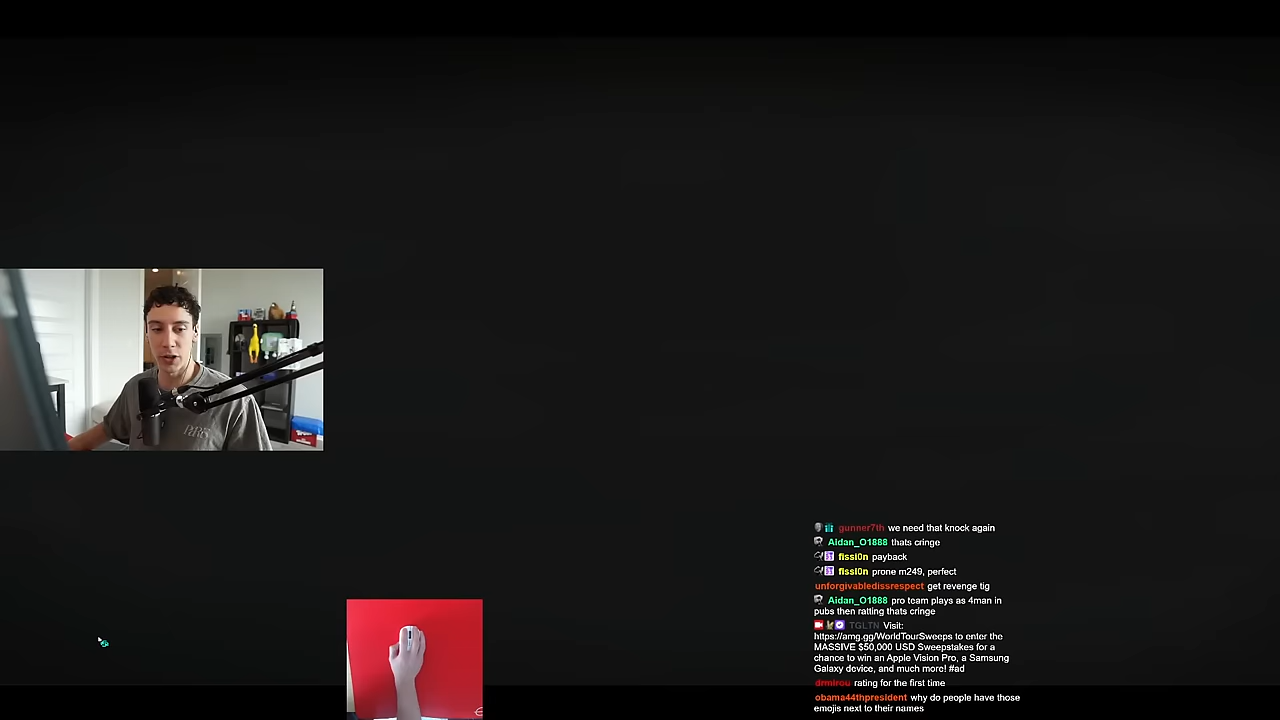 gunner7th we need that knock again
Aidan_O1888 thats cringe
fissi0n payback
fissi0n prone m249, perfect
unforgivabledissrespect get revenge tig
Aidan_O1888 pro team plays as 4man in
pubs then ratting thats cringe
TGLTN Visit:
https://amg.gg/WorldTourSweeps to enter the
MASSIVE $50,000 USD Sweepstakes for a
chance to win an Apple Vision Pro, a Samsung
Galaxy device, and much more! #ad
drmlrou rating for the first time
obama44thpresident why do people have those
emojis next to their names